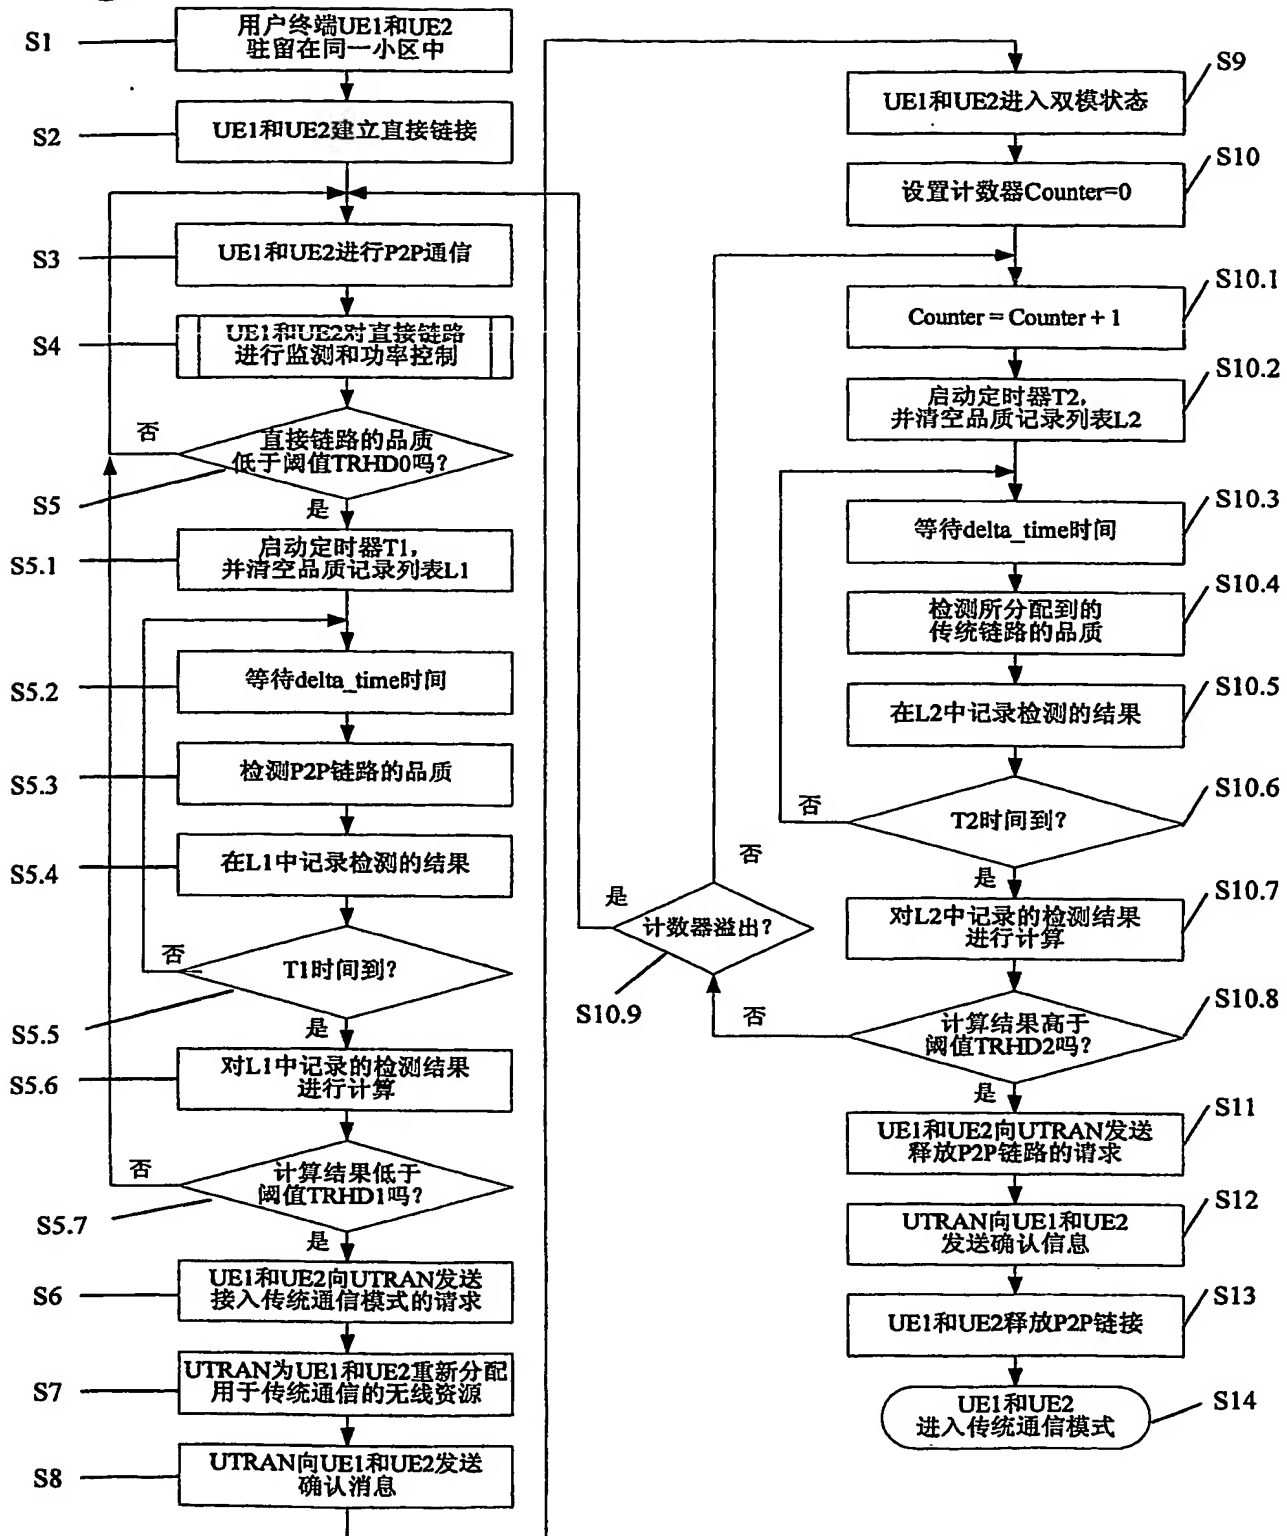 S1
用户终端UE1和UE2
驻留在同一小区中
S2
UE1和UE2建立直接链接
S3
UE1和UE2进行P2P通信
S4
UE1和UE2对直接链路
进行监测和功率控制
否
直接链路的品质
低于阈值TRHD0吗?
S5
是
S5.1
启动定时器T1,
并清空品质记录列表L1
S5.2
等待delta_time时间
S5.3
检测P2P链路的品质
S5.4
在L1中记录检测的结果
否
T1时间到?
S5.5
是
S5.6
对L1中记录的检测结果
进行计算
否
计算结果低于
阈值TRHD1吗?
S5.7
是
S6
UE1和UE2向UTRAN发送
接入传统通信模式的请求
S7
UTRAN为UE1和UE2重新分配
用于传统通信的无线资源
S8
UTRAN向UE1和UE2发送
确认消息
S9
UE1和UE2进入双模状态
S10
设置计数器Counter=0
S10.1
Counter = Counter + 1
S10.2
启动定时器T2,
并清空品质记录列表L2
S10.3
等待delta_time时间
S10.4
检测所分配到的
传统链路的品质
S10.5
在L2中记录检测的结果
S10.6
否
T2时间到?
是
S10.7
对L2中记录的检测结果
进行计算
否
是
计数器溢出?
S10.9
S10.8
否
计算结果高于
阈值TRHD2吗?
是
S11
UE1和UE2向UTRAN发送
释放P2P链路的请求
S12
UTRAN向UE1和UE2
发送确认信息
S13
UE1和UE2释放P2P链接
S14
UE1和UE2
进入传统通信模式